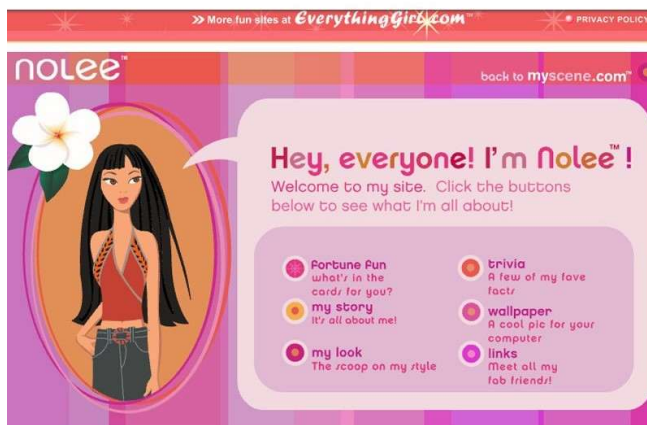 » More fun sites at EverythingGirl.com™
PRIVACY POLICY
nolee™
back to myscene.com™
Hey, everyone! I'm Nolee™!
Welcome to my site. Click the buttons
below to see what I'm all about!
fortune fun
what's in the
cards for you?
my story
It's all about me!
my look
The scoop on my style
trivia
A few of my fave
facts
wallpaper
A cool pic for your
computer
links
Meet all my
fab friends!